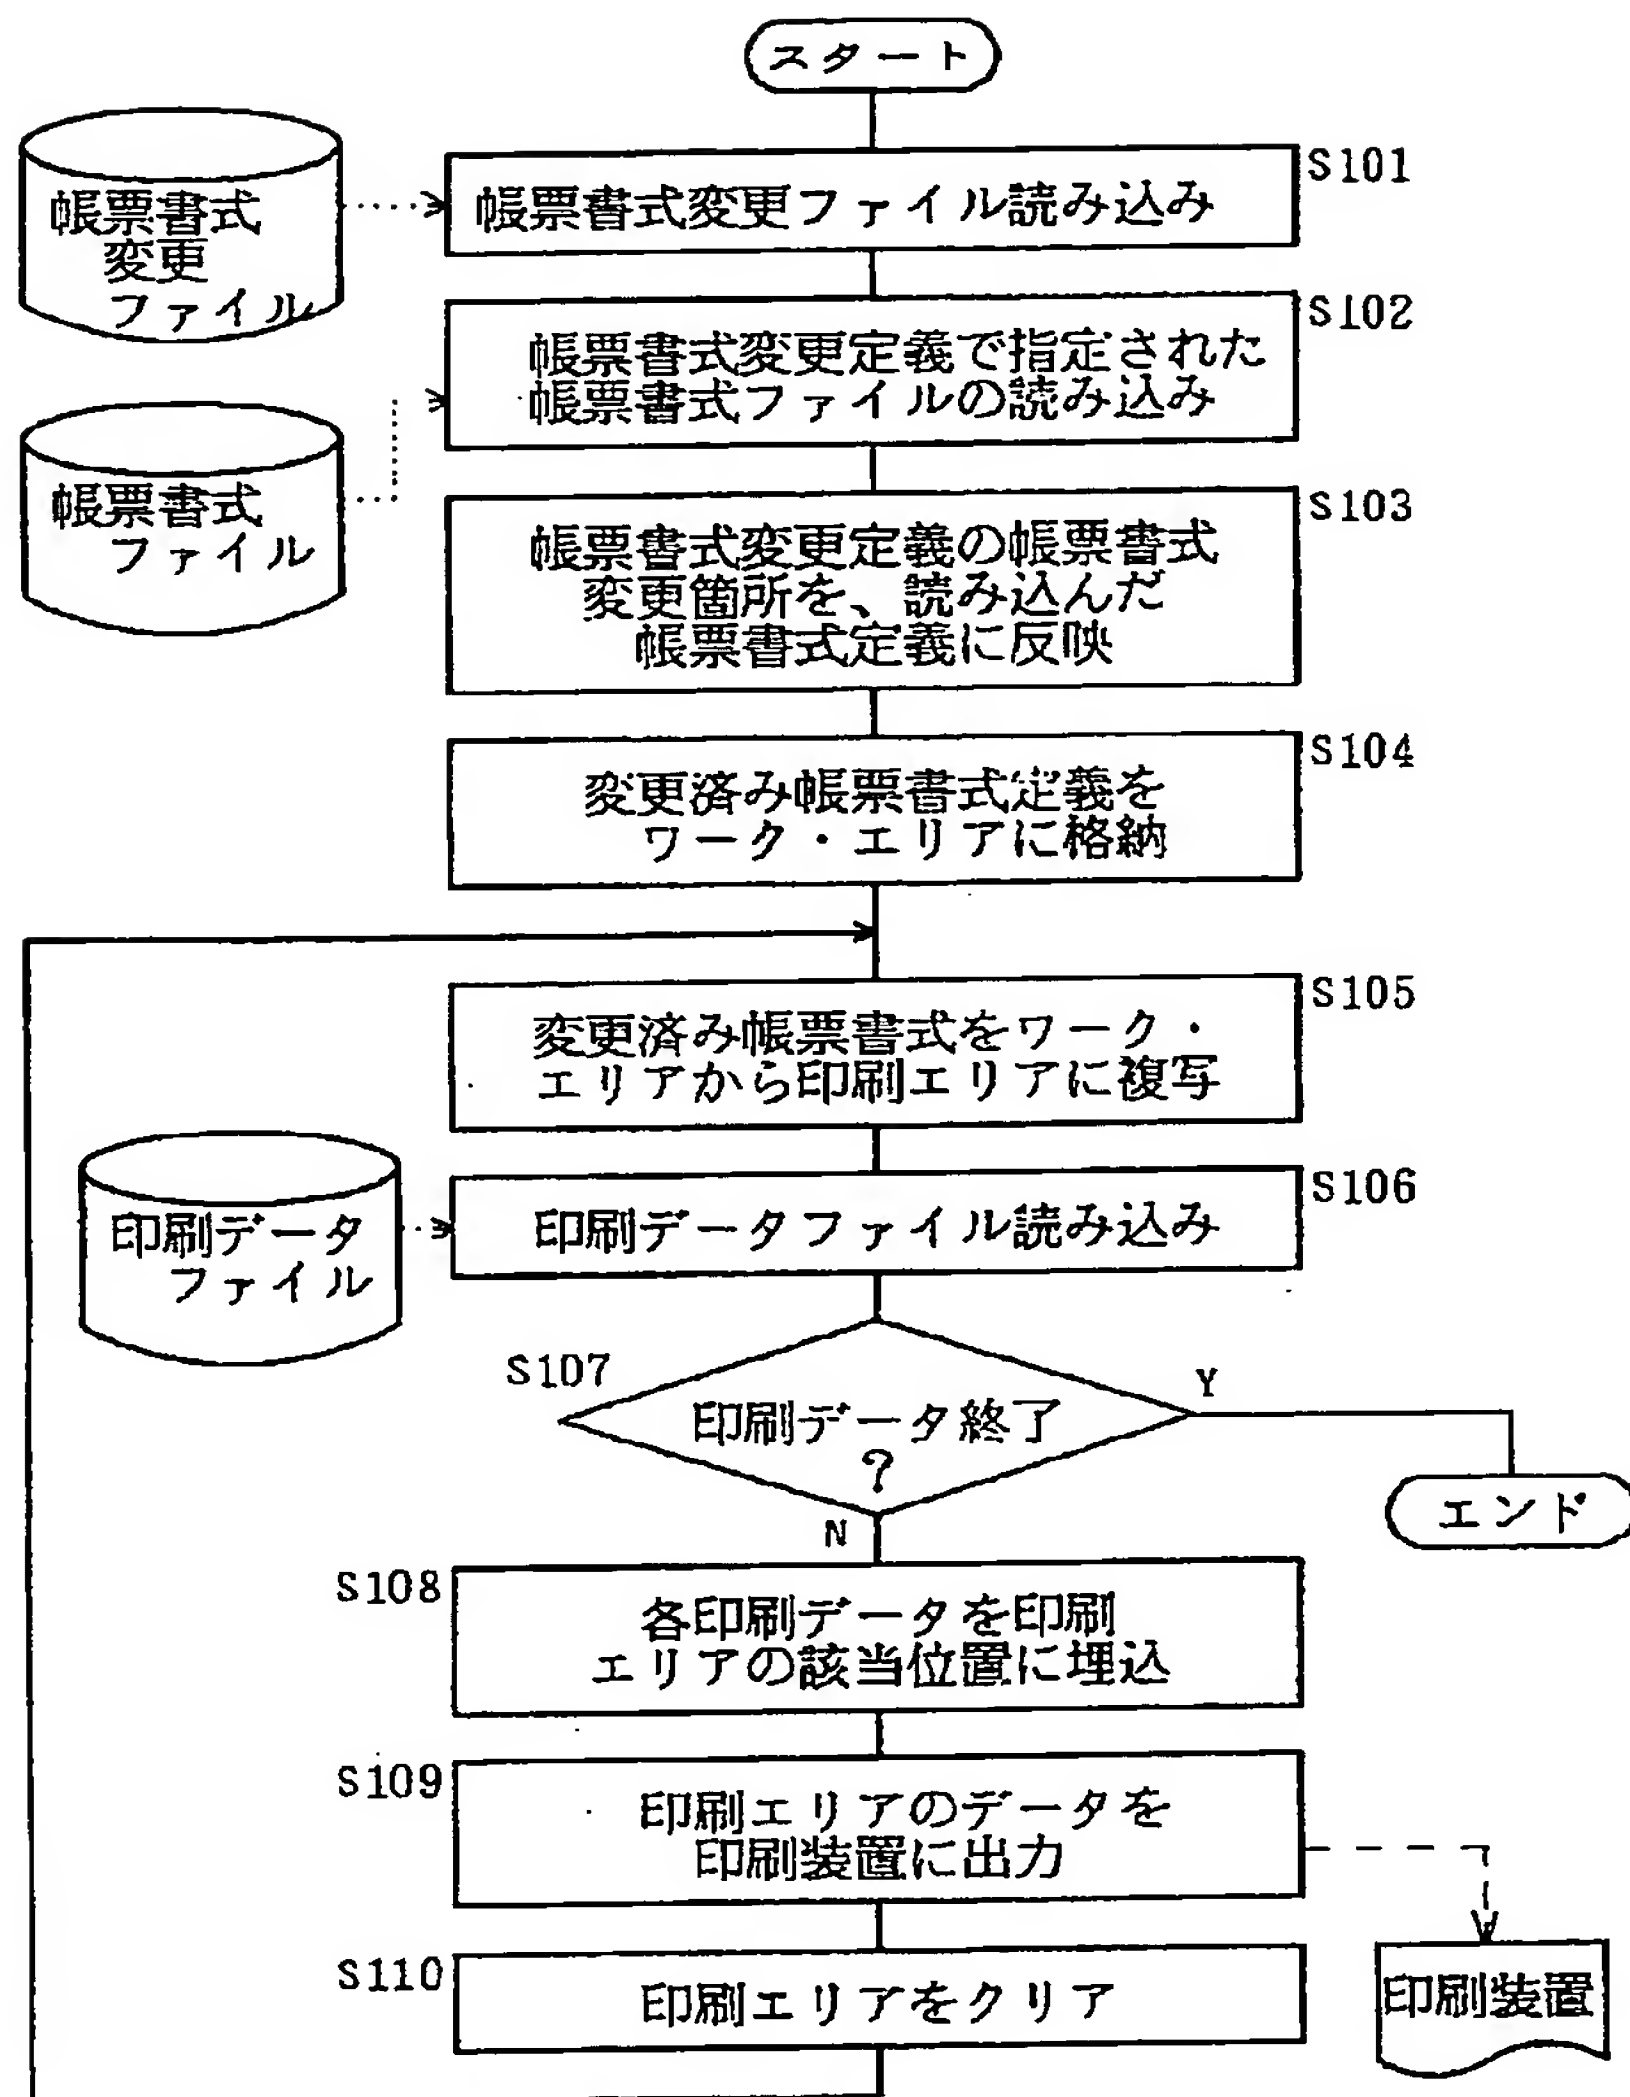 スタート
帳票書式
変更
ファイル
S101
帳票書式変更ファイル読み込み
S102
帳票書式変更定義で指定された
帳票書式ファイルの読み込み
帳票書式
ファイル
S103
帳票書式変更定義の帳票書式
変更箇所を、読み込んだ
帳票書式定義に反映
S104
変更済み帳票書式定義を
ワーク・エリアに格納
S105
変更済み帳票書式をワーク・
エリアから印刷エリアに複写
S106
印刷データファイル読み込み
印刷データ
ファイル
S107
印刷データ終了
?
Y
エンド
N
S108
各印刷データを印刷
エリアの該当位置に埋込
S109
印刷エリアのデータを
印刷装置に出力
S110
印刷エリアをクリア
印刷装置